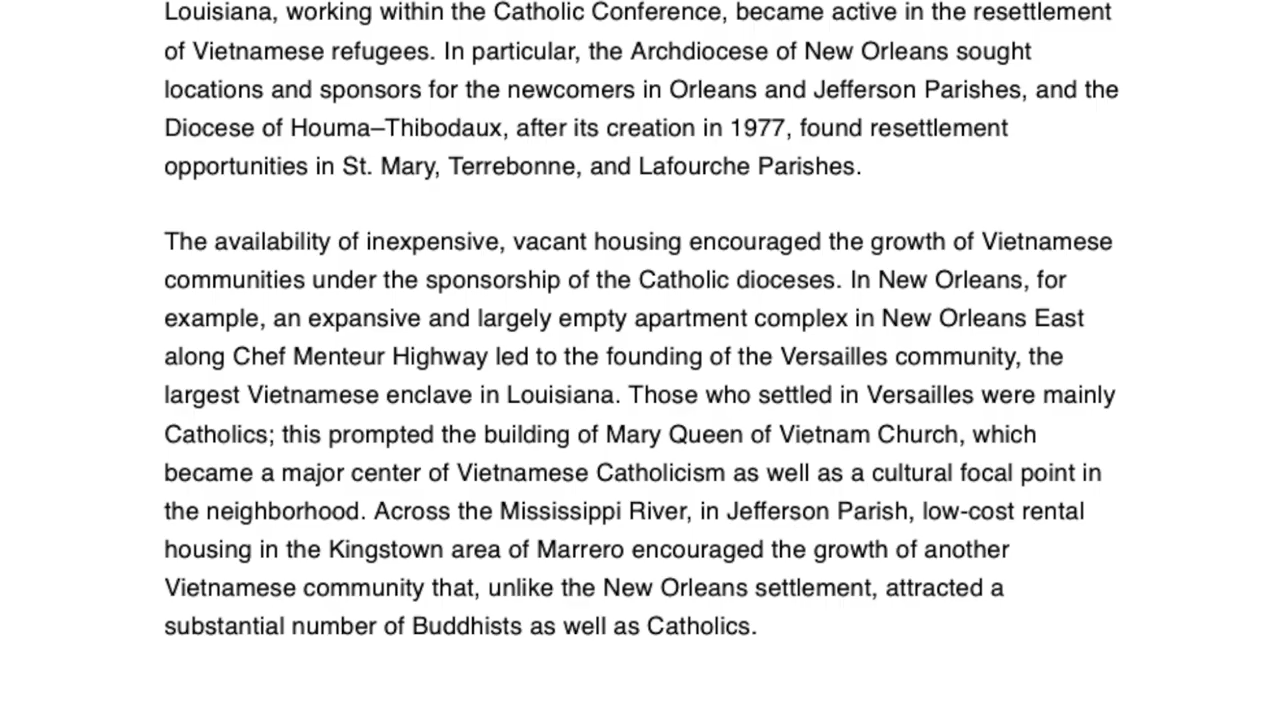 Louisiana, working within the Catholic Conference, became active in the resettlement
of Vietnamese refugees. In particular, the Archdiocese of New Orleans sought
locations and sponsors for the newcomers in Orleans and Jefferson Parishes, and the
Diocese of Houma–Thibodaux, after its creation in 1977, found resettlement
opportunities in St. Mary, Terrebonne, and Lafourche Parishes.
The availability of inexpensive, vacant housing encouraged the growth of Vietnamese
communities under the sponsorship of the Catholic dioceses. In New Orleans, for
example, an expansive and largely empty apartment complex in New Orleans East
along Chef Menteur Highway led to the founding of the Versailles community, the
largest Vietnamese enclave in Louisiana. Those who settled in Versailles were mainly
Catholics; this prompted the building of Mary Queen of Vietnam Church, which
became a major center of Vietnamese Catholicism as well as a cultural focal point in
the neighborhood. Across the Mississippi River, in Jefferson Parish, low-cost rental
housing in the Kingstown area of Marrero encouraged the growth of another
Vietnamese community that, unlike the New Orleans settlement, attracted a
substantial number of Buddhists as well as Catholics.